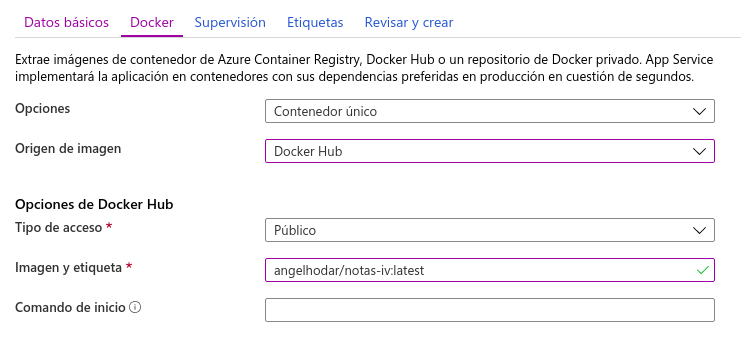 Datos básicos Docker Supervisión Etiquetas Revisar y crear
Extrae imágenes de contenedor de Azure Container Registry, Docker Hub o un repositorio de Docker privado. App Service
implementará la aplicación en contenedores con sus dependencias preferidas en producción en cuestión de segundos.
Opciones Contenedor único
Origen de imagen Docker Hub
Opciones de Docker Hub
Tipo de acceso * Público
Imagen y etiqueta * angelhodar/notas-iv:latest
Comando de inicio